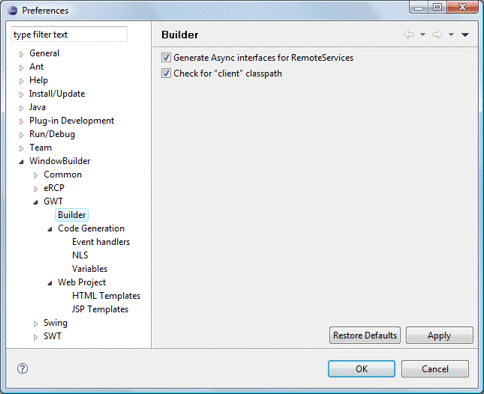 Preferences
type filter text
General
Ant
Help
Install/Update
Java
Plug-in Development
Run/Debug
Team
WindowBuilder
Common
eRCP
GWT
Builder
Code Generation
Event handlers
NLS
Variables
Web Project
HTML Templates
JSP Templates
Swing
SWT
Builder
Generate Async interfaces for RemoteServices
Check for "client" classpath
Restore Defaults Apply
? OK Cancel